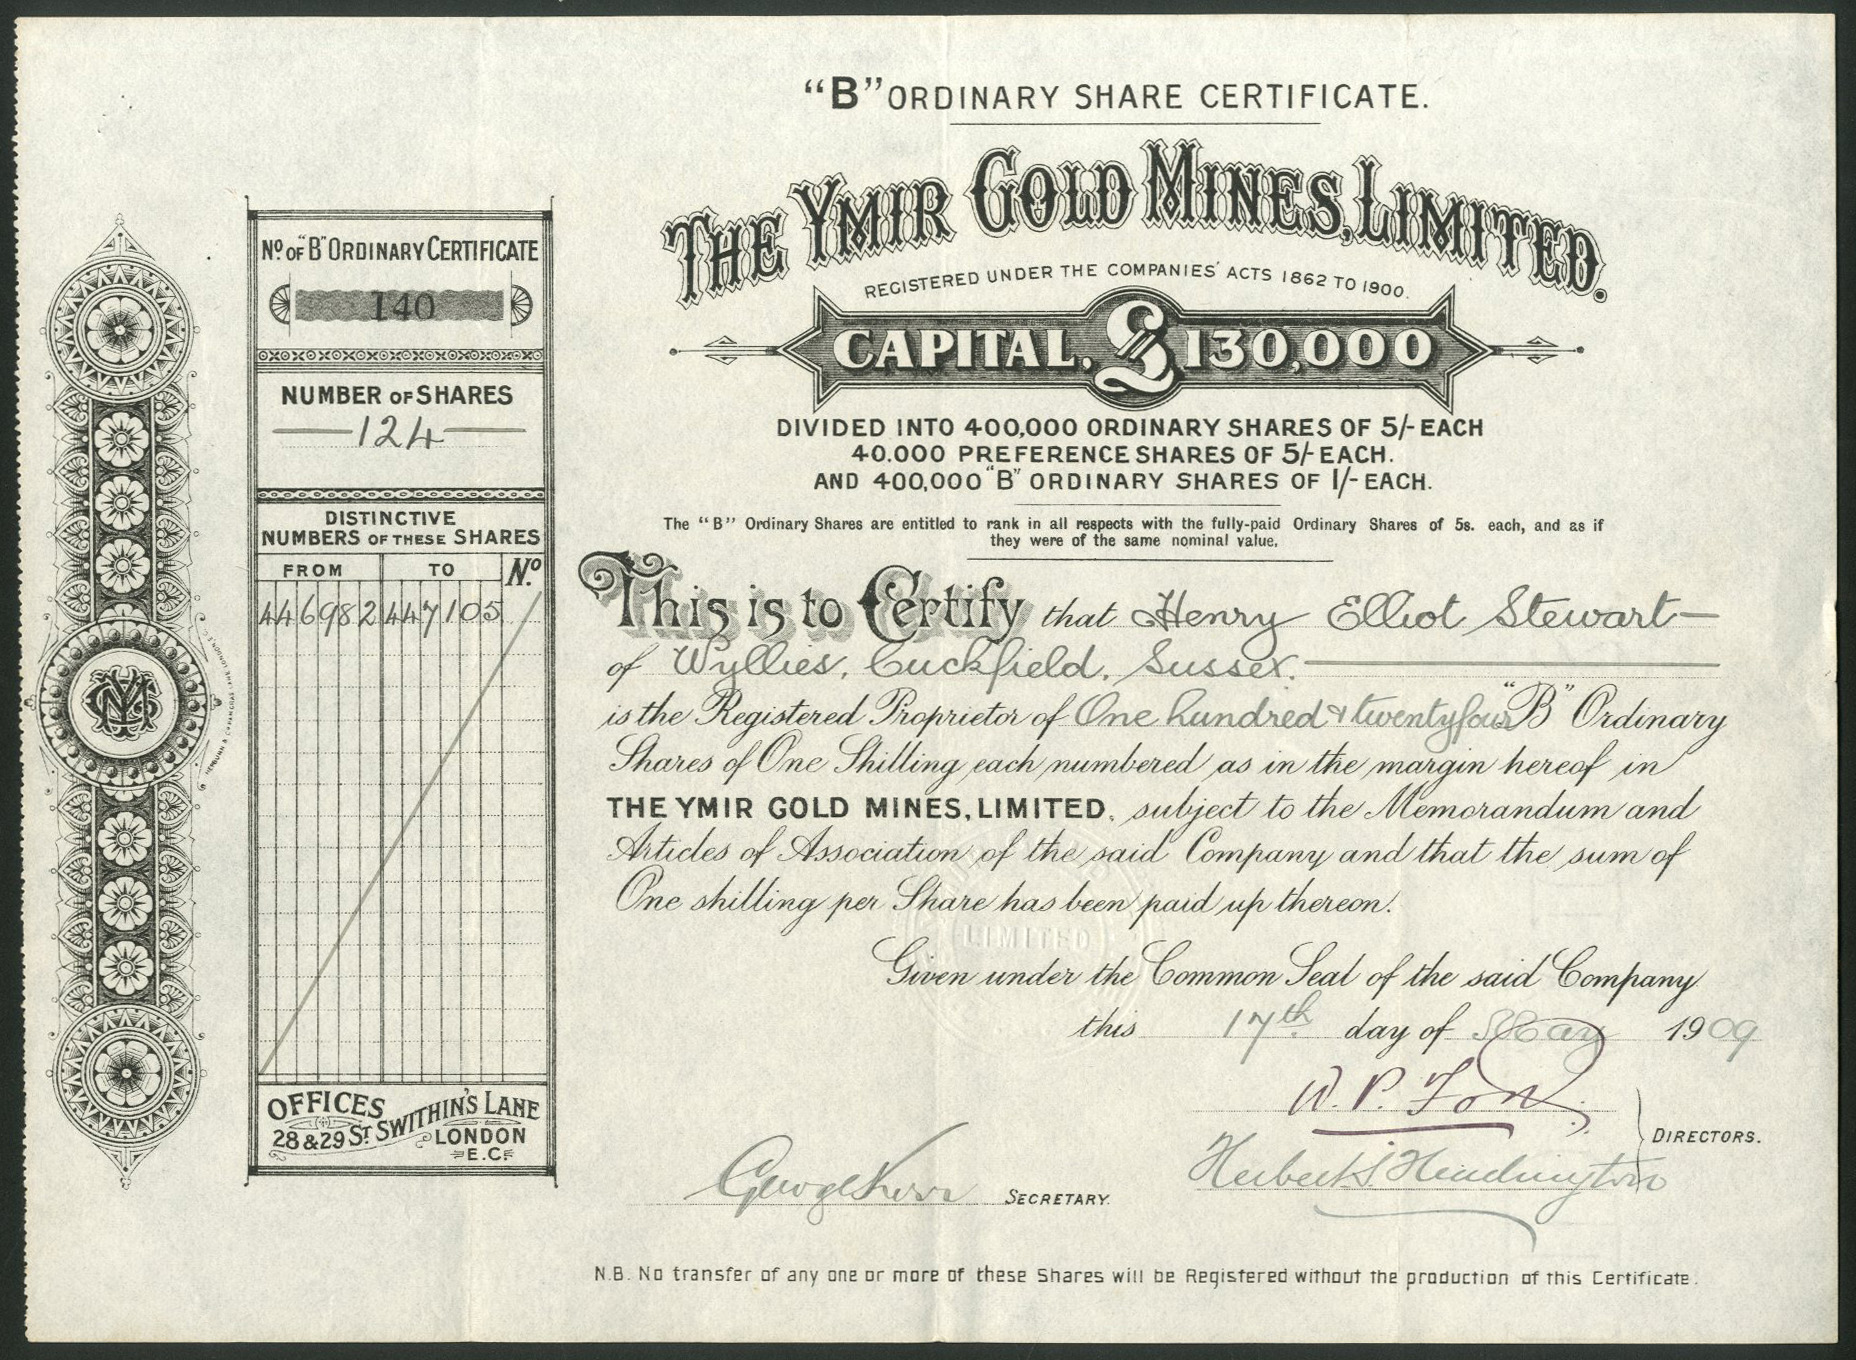 "B" ORDINARY SHARE CERTIFICATE.
THE YMIR GOLD MINES, LIMITED.
REGISTERED UNDER THE COMPANIES' ACTS 1862 TO 1900.
CAPITAL. £130,000
DIVIDED INTO 400,000 ORDINARY SHARES OF 5/- EACH
40.000 PREFERENCE SHARES OF 5/- EACH.
AND 400,000 "B" ORDINARY SHARES OF 1/- EACH.
The "B" Ordinary Shares are entitled to rank in all respects with the fully-paid Ordinary Shares of 5s. each, and as if
they were of the same nominal value.
No. OF "B" ORDINARY CERTIFICATE
140
NUMBER OF SHARES
124
DISTINCTIVE
NUMBERS OF THESE SHARES
FROM TO No.
446982 447105
OFFICES
28 & 29 ST. SWITHIN'S LANE
LONDON
E.C.
This is to Certify that Henry Elliot Stewart
of Wyllies, Cuckfield, Sussex.
is the Registered Proprietor of One hundred & twenty four "B" Ordinary
Shares of One Shilling each numbered as in the margin hereof in
THE YMIR GOLD MINES, LIMITED, subject to the Memorandum and
Articles of Association of the said Company and that the sum of
One shilling per Share has been paid up thereon.
LIMITED
Given under the Common Seal of the said Company
this 17th day of May 1909
W. P.
DIRECTORS.
Herbert S. Headington
George Kerr SECRETARY.
N.B. No transfer of any one or more of these Shares will be Registered without the production of this Certificate.